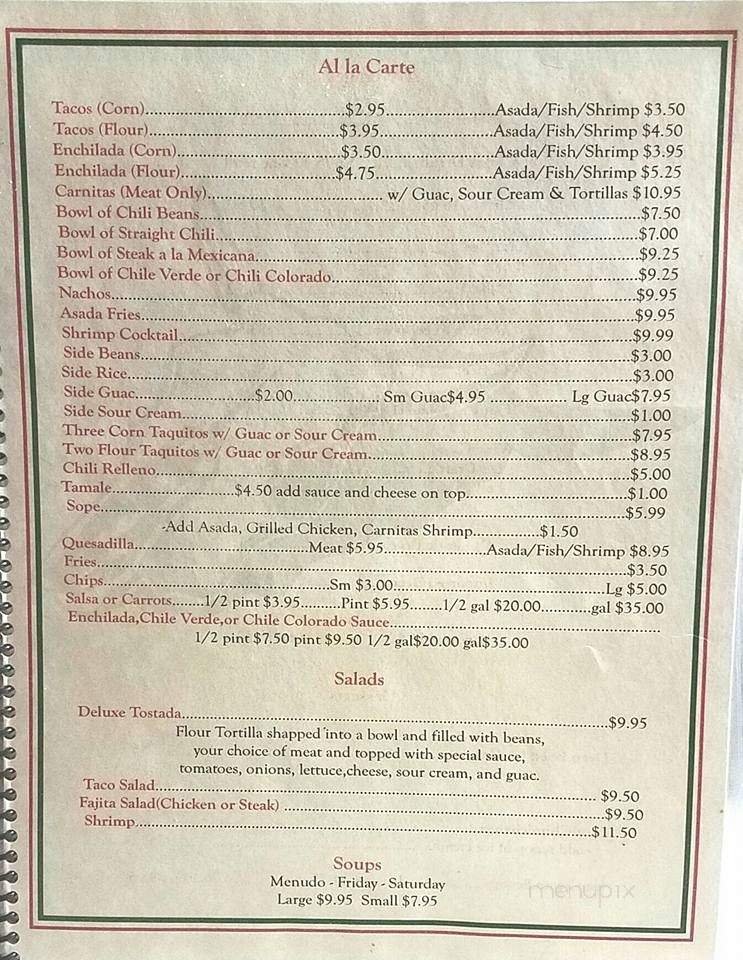 Al la Carte
Tacos (Corn)...............$2.95...............Asada/Fish/Shrimp $3.50
Tacos (Flour)...............$3.95...............Asada/Fish/Shrimp $4.50
Enchilada (Corn)...............$3.50...............Asada/Fish/Shrimp $3.95
Enchilada (Flour)...............$4.75...............Asada/Fish/Shrimp $5.25
Carnitas (Meat Only)............... w/ Guac, Sour Cream & Tortillas $10.95
Bowl of Chili Beans...............$7.50
Bowl of Straight Chili...............$7.00
Bowl of Steak a la Mexicana...............$9.25
Bowl of Chile Verde or Chili Colorado...............$9.25
Nachos...............$9.95
Asada Fries...............$9.95
Shrimp Cocktail...............$9.99
Side Beans...............$3.00
Side Rice...............$3.00
Side Guac...............$2.00............... Sm Guac$4.95 ............... Lg Guac$7.95
Side Sour Cream...............$1.00
Three Corn Taquitos w/ Guac or Sour Cream...............$7.95
Two Flour Taquitos w/ Guac or Sour Cream...............$8.95
Chili Relleno...............$5.00
Tamale...............$4.50 add sauce and cheese on top...............$1.00
Sope...............$5.99
-Add Asada, Grilled Chicken, Carnitas Shrimp...............$1.50
Quesadilla...............Meat $5.95...............Asada/Fish/Shrimp $8.95
Fries...............$3.50
Chips...............Sm $3.00...............Lg $5.00
Salsa or Carrots........1/2 pint $3.95..........Pint $5.95........1/2 gal $20.00............gal $35.00
Enchilada,Chile Verde,or Chile Colorado Sauce...............
1/2 pint $7.50 pint $9.50 1/2 gal$20.00 gal$35.00
Salads
Deluxe Tostada...............$9.95
Flour Tortilla shapped into a bowl and filled with beans,
your choice of meat and topped with special sauce,
tomatoes, onions, lettuce,cheese, sour cream, and guac.
Taco Salad............... $9.50
Fajita Salad(Chicken or Steak) ...............$9.50
Shrimp...............$11.50
Soups
Menudo - Friday - Saturday
Large $9.95 Small $7.95
menupix